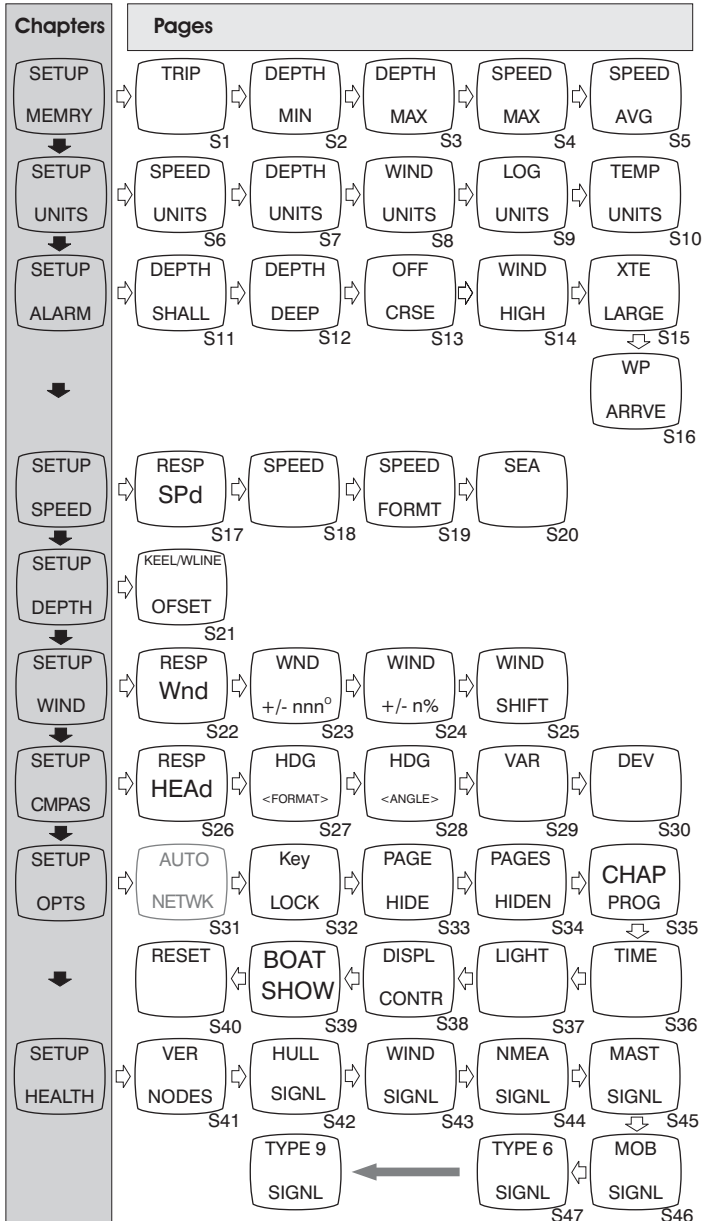 Chapters Pages
SETUP TRIP DEPTH DEPTH SPEED SPEED
MEMRY MIN MAX MAX AVG
S1 S2 S3 S4 S5
SETUP SPEED DEPTH WIND LOG TEMP
UNITS UNITS UNITS UNITS UNITS UNITS
S6 S7 S8 S9 S10
SETUP DEPTH DEPTH OFF WIND XTE
ALARM SHALL DEEP CRSE HIGH LARGE
S11 S12 S13 S14 S15
WP
ARRVE
S16
SETUP RESP SPEED SPEED SEA
SPEED SPd FORMT
S17 S18 S19 S20
SETUP KEEL/WLINE
DEPTH OFSET
S21
SETUP RESP WND WIND WIND
WIND Wnd +/- nnnº +/- n% SHIFT
S22 S23 S24 S25
SETUP RESP HDG HDG VAR DEV
CMPAS HEAd <FORMAT> <ANGLE>
S26 S27 S28 S29 S30
SETUP AUTO Key PAGE PAGES CHAP
OPTS NETWK LOCK HIDE HIDEN PROG
S31 S32 S33 S34 S35
RESET BOAT DISPL LIGHT TIME
SHOW CONTR
S40 S39 S38 S37 S36
SETUP VER HULL WIND NMEA MAST
HEALTH NODES SIGNL SIGNL SIGNL SIGNL
S41 S42 S43 S44 S45
TYPE 9 TYPE 6 MOB
SIGNL SIGNL SIGNL
S47 S46